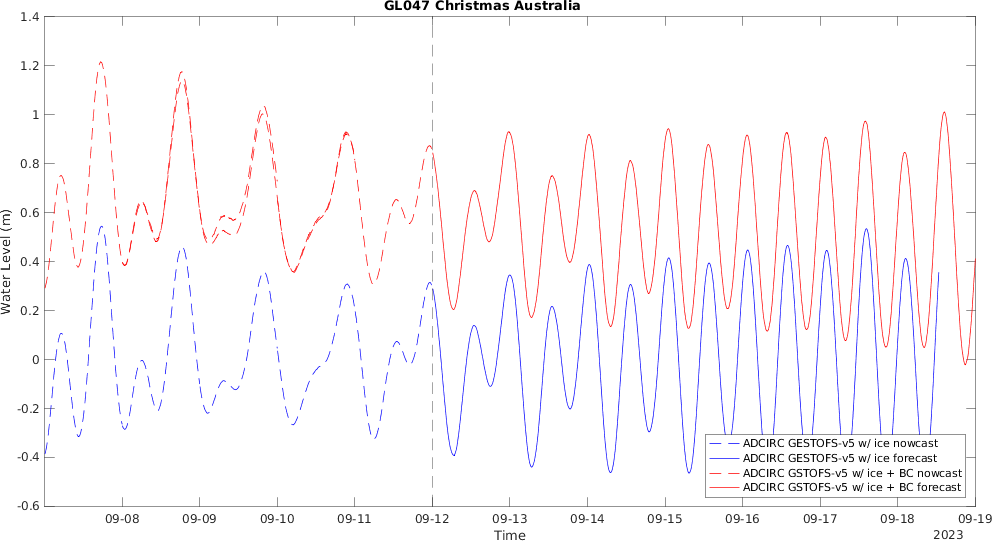 GL047 Christmas Australia
1.4
1.2
1
0.8
0.6
0.4
0.2
0
-0.2
-0.4
-0.6
Water Level (m)
ADCIRC GESTOFS-v5 w/ ice nowcast
ADCIRC GESTOFS-v5 w/ ice forecast
ADCIRC GSTOFS-v5 w/ ice + BC nowcast
ADCIRC GSTOFS-v5 w/ ice + BC forecast
09-08 09-09 09-10 09-11 09-12 09-13 09-14 09-15 09-16 09-17 09-18 09-19
Time
2023